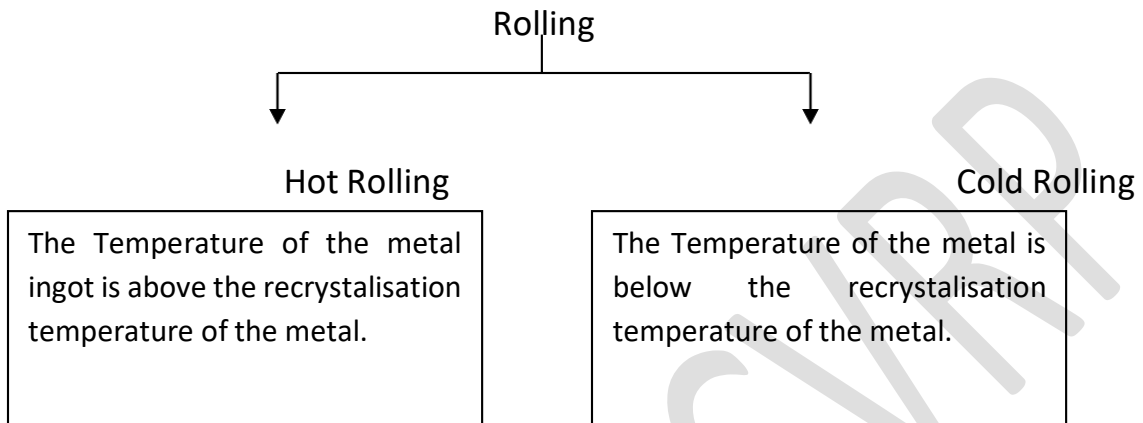 Rolling
Hot Rolling
Cold Rolling
The Temperature of the metal
ingot is above the recrystalisation
temperature of the metal.
The Temperature of the metal is
below the recrystalisation
temperature of the metal.
CVRP